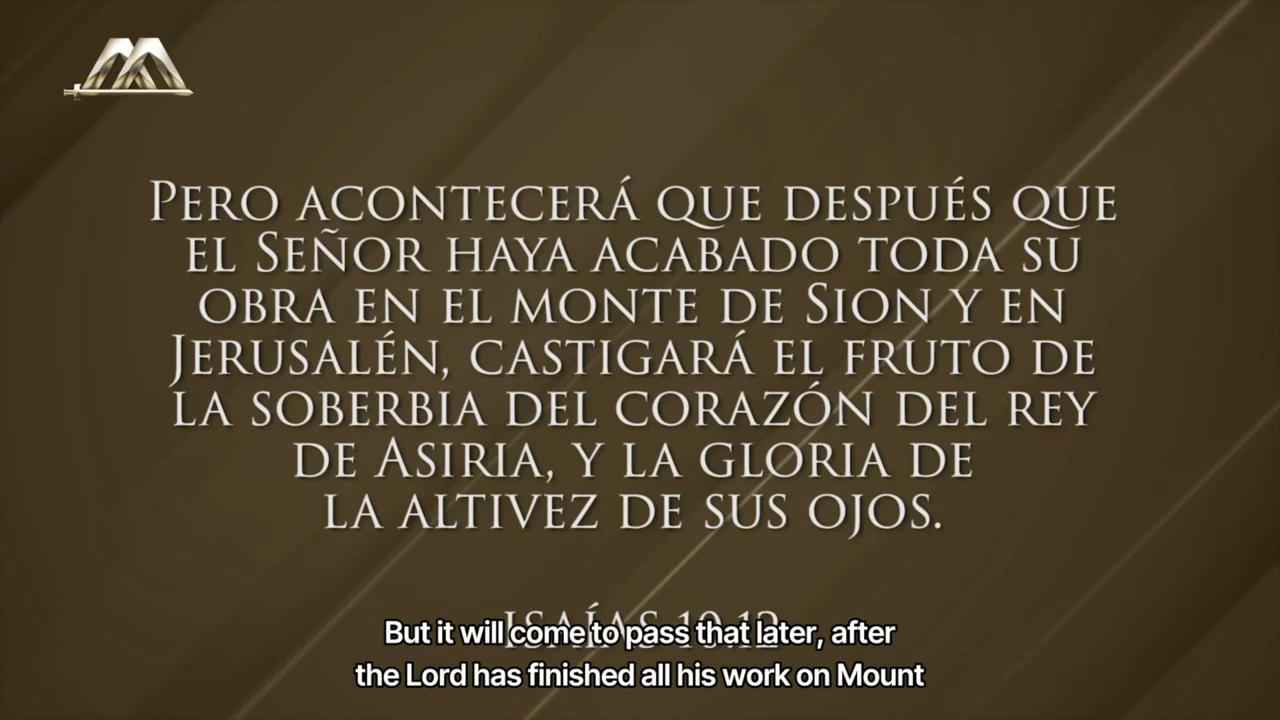 Pero acontecerá que después que
el Señor haya acabado toda su
obra en el monte de Sion y en
Jerusalén, castigará el fruto de
la soberbia del corazón del rey
de Asiria, y la gloria de
la altivez de sus ojos.
Isaías 10.12
But it will come to pass that later, after
the Lord has finished all his work on Mount